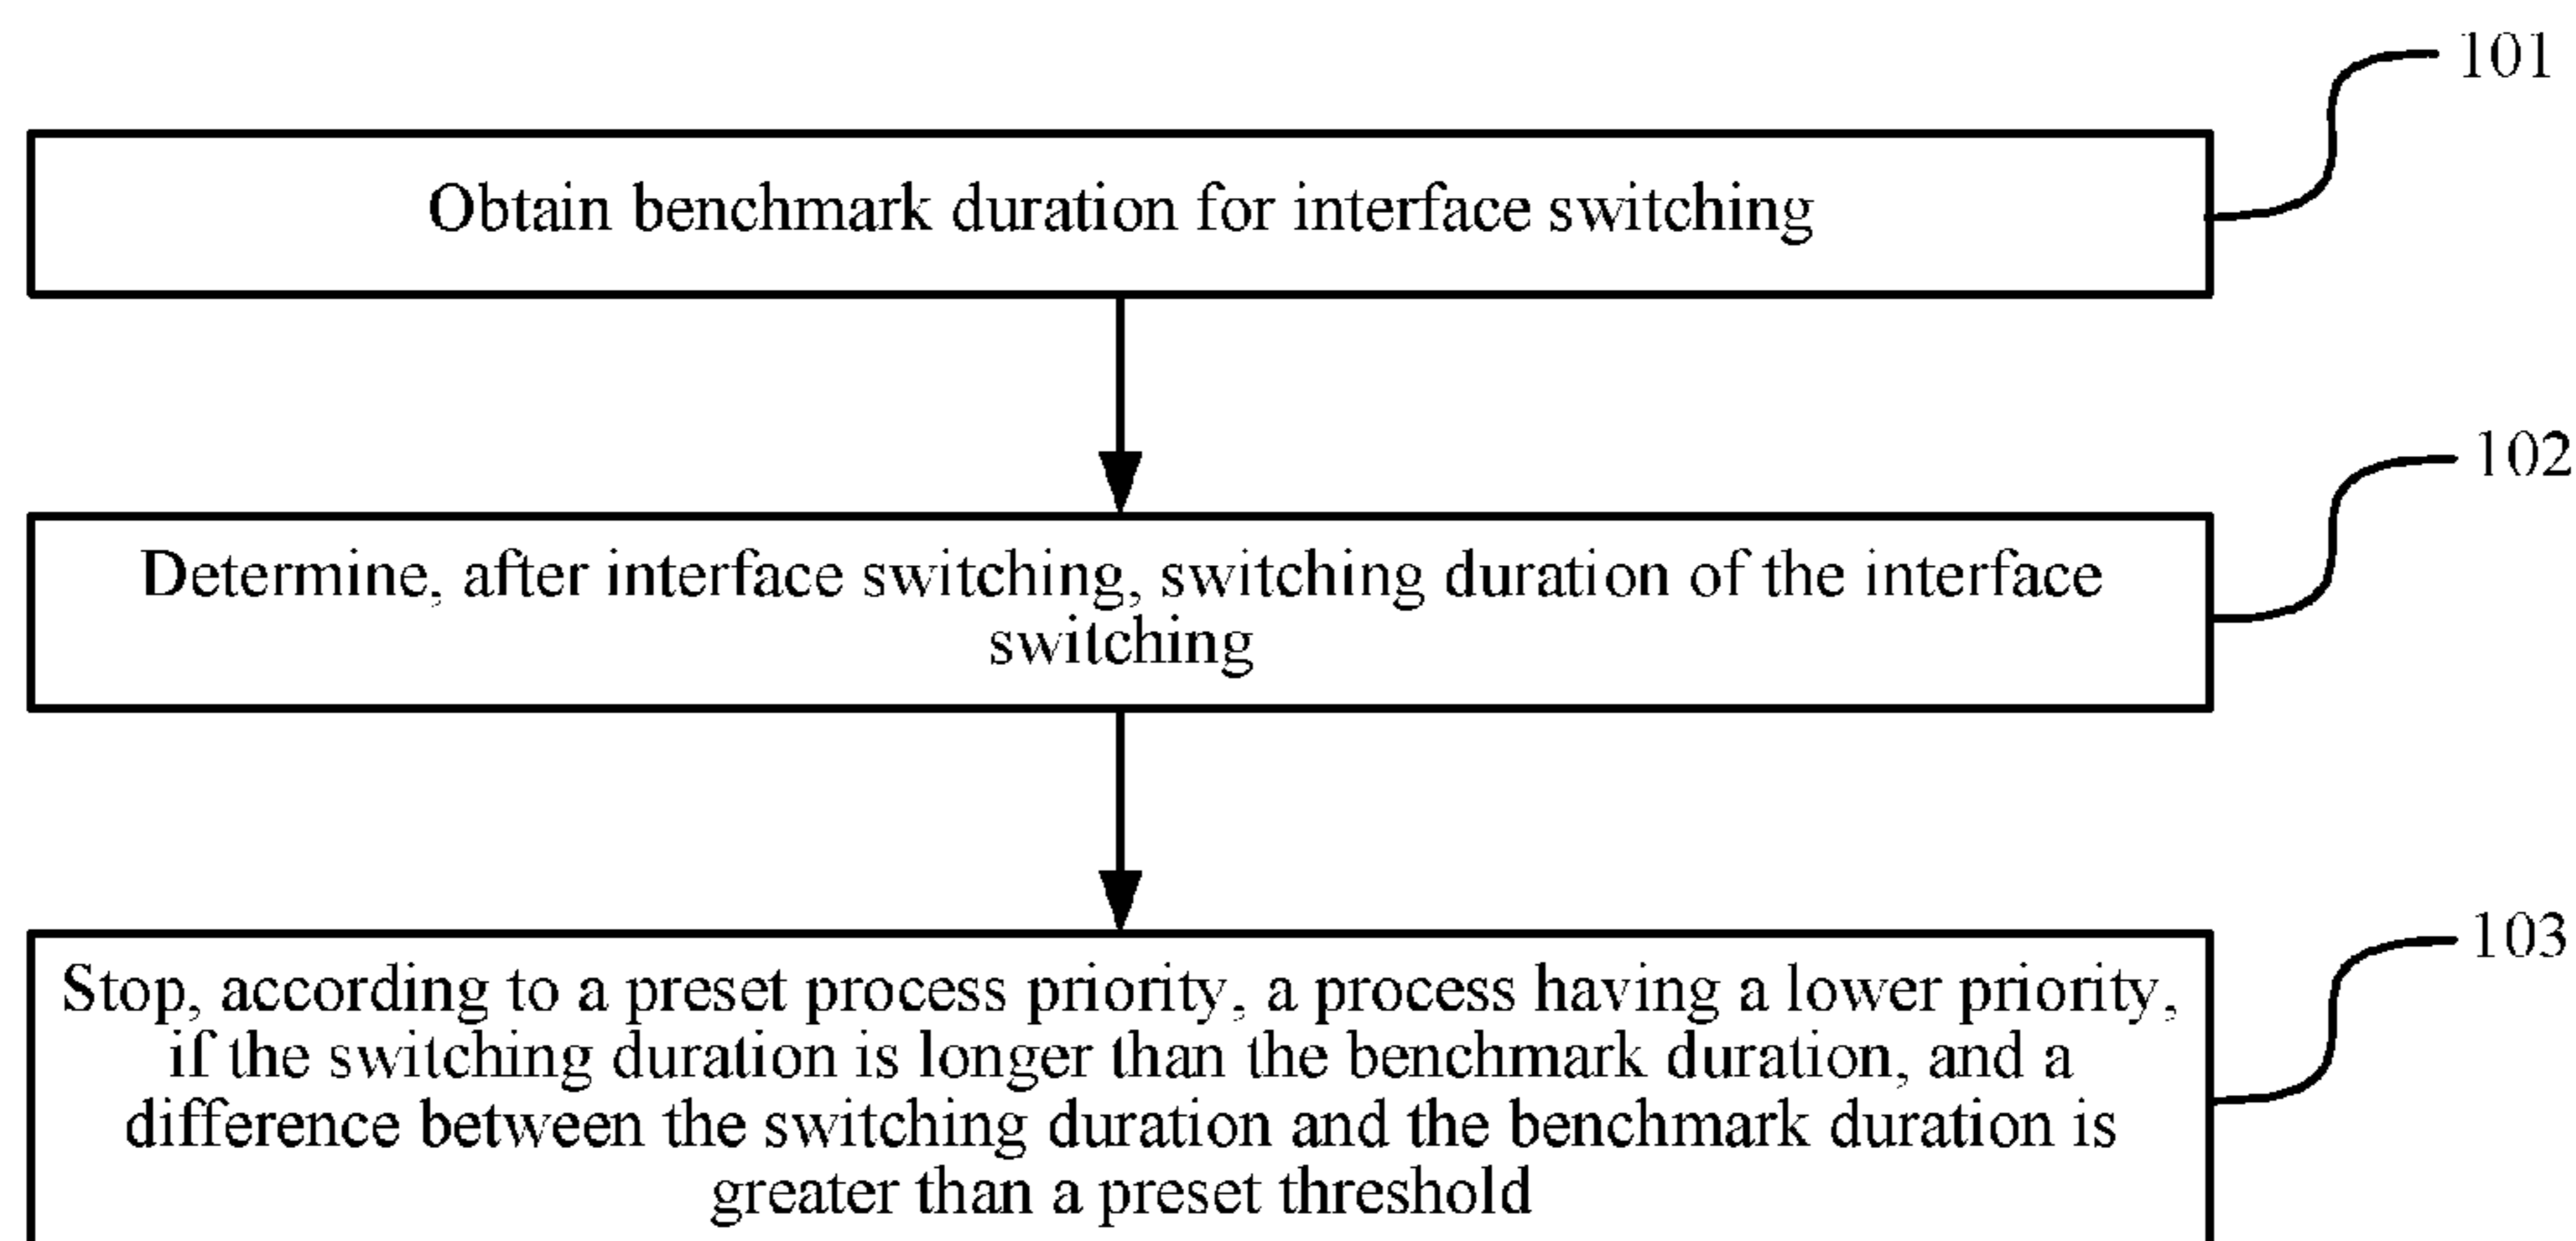 101
Obtain benchmark duration for interface switching
102
Determine, after interface switching, switching duration of the interface
switching
103
Stop, according to a preset process priority, a process having a lower priority,
if the switching duration is longer than the benchmark duration, and a
difference between the switching duration and the benchmark duration is
greater than a preset threshold